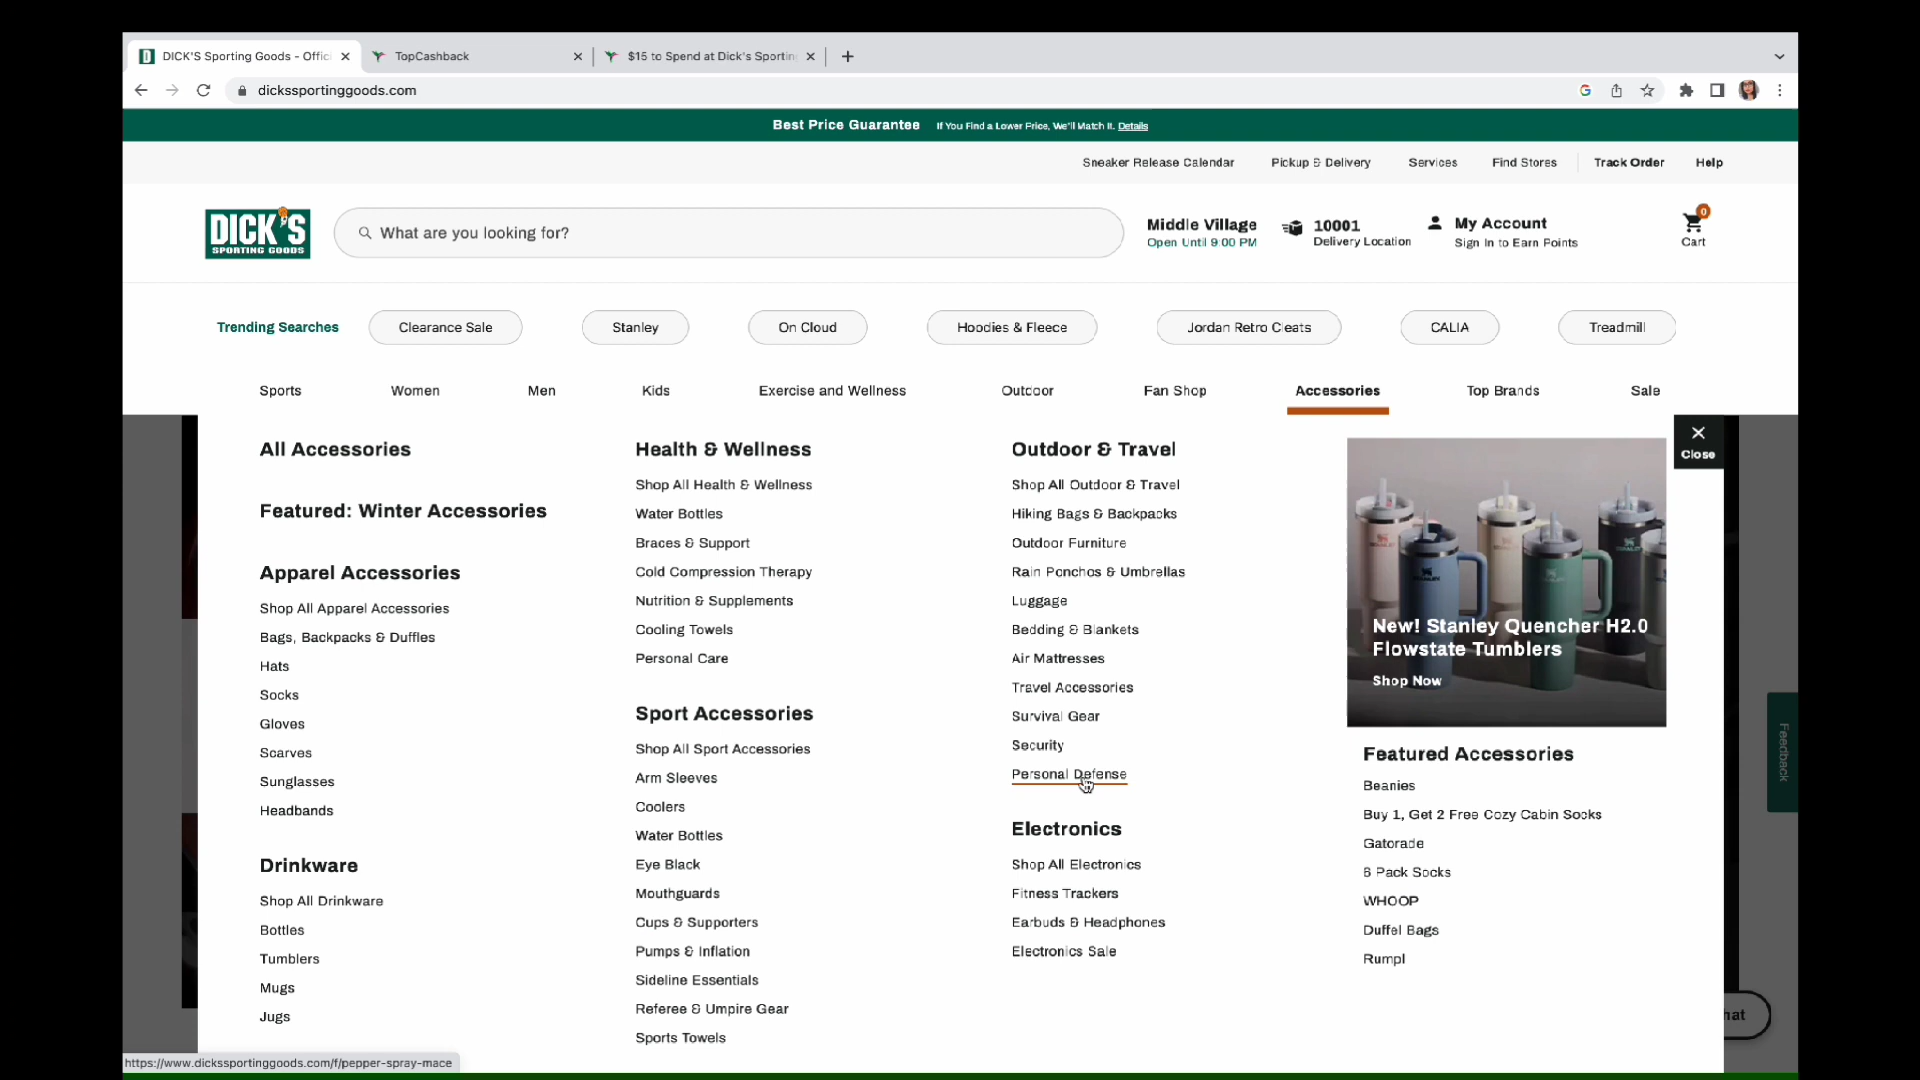 DICK'S Sporting Goods - Offici
TopCashback
$15 to Spend at Dick's Sportin
dickssportinggoods.com
Best Price Guarantee If You Find a Lower Price, We'll Match It. Details
Sneaker Release Calendar Pickup & Delivery Services Find Stores Track Order Help
DICK'S
SPORTING GOODS
What are you looking for?
Middle Village
Open Until 9:00 PM
10001
Delivery Location
My Account
Sign In to Earn Points
0
Cart
Trending Searches Clearance Sale Stanley On Cloud Hoodies & Fleece Jordan Retro Cleats CALIA Treadmill
Sports Women Men Kids Exercise and Wellness Outdoor Fan Shop Accessories Top Brands Sale
All Accessories
Featured: Winter Accessories
Apparel Accessories
Shop All Apparel Accessories
Bags, Backpacks & Duffles
Hats
Socks
Gloves
Scarves
Sunglasses
Headbands
Drinkware
Shop All Drinkware
Bottles
Tumblers
Mugs
Jugs
Health & Wellness
Shop All Health & Wellness
Water Bottles
Braces & Support
Cold Compression Therapy
Nutrition & Supplements
Cooling Towels
Personal Care
Sport Accessories
Shop All Sport Accessories
Arm Sleeves
Coolers
Water Bottles
Eye Black
Mouthguards
Cups & Supporters
Pumps & Inflation
Sideline Essentials
Referee & Umpire Gear
Sports Towels
Outdoor & Travel
Shop All Outdoor & Travel
Hiking Bags & Backpacks
Outdoor Furniture
Rain Ponchos & Umbrellas
Luggage
Bedding & Blankets
Air Mattresses
Travel Accessories
Survival Gear
Security
Personal Defense
Electronics
Shop All Electronics
Fitness Trackers
Earbuds & Headphones
Electronics Sale
Close
New! Stanley Quencher H2.0
Flowstate Tumblers
Shop Now
Featured Accessories
Beanies
Buy 1, Get 2 Free Cozy Cabin Socks
Gatorade
6 Pack Socks
WHOOP
Duffel Bags
Rumpl
Feedback
hat
https://www.dickssportinggoods.com/f/pepper-spray-mace